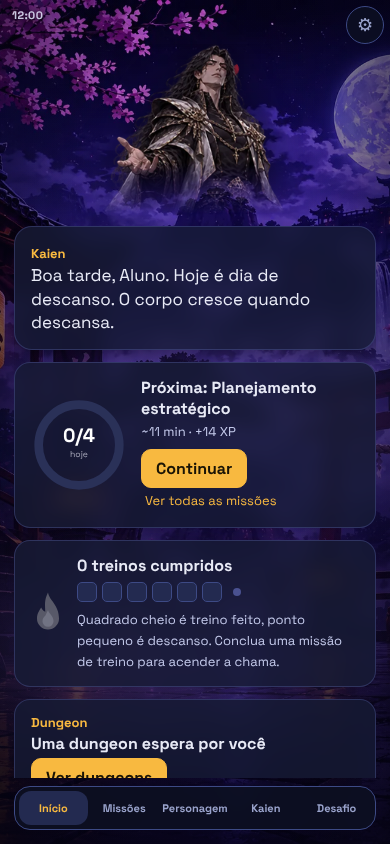 12:00
Kaien
Boa tarde, Aluno. Hoje é dia de
descanso. O corpo cresce quando
descansa.
0/4
hoje
Próxima: Planejamento
estratégico
~11 min · +14 XP
Continuar
Ver todas as missões
0 treinos cumpridos
Quadrado cheio é treino feito, ponto
pequeno é descanso. Conclua uma missão
de treino para acender a chama.
Dungeon
Uma dungeon espera por você
Ver dungeons
Início
Missões
Personagem
Kaien
Desafio